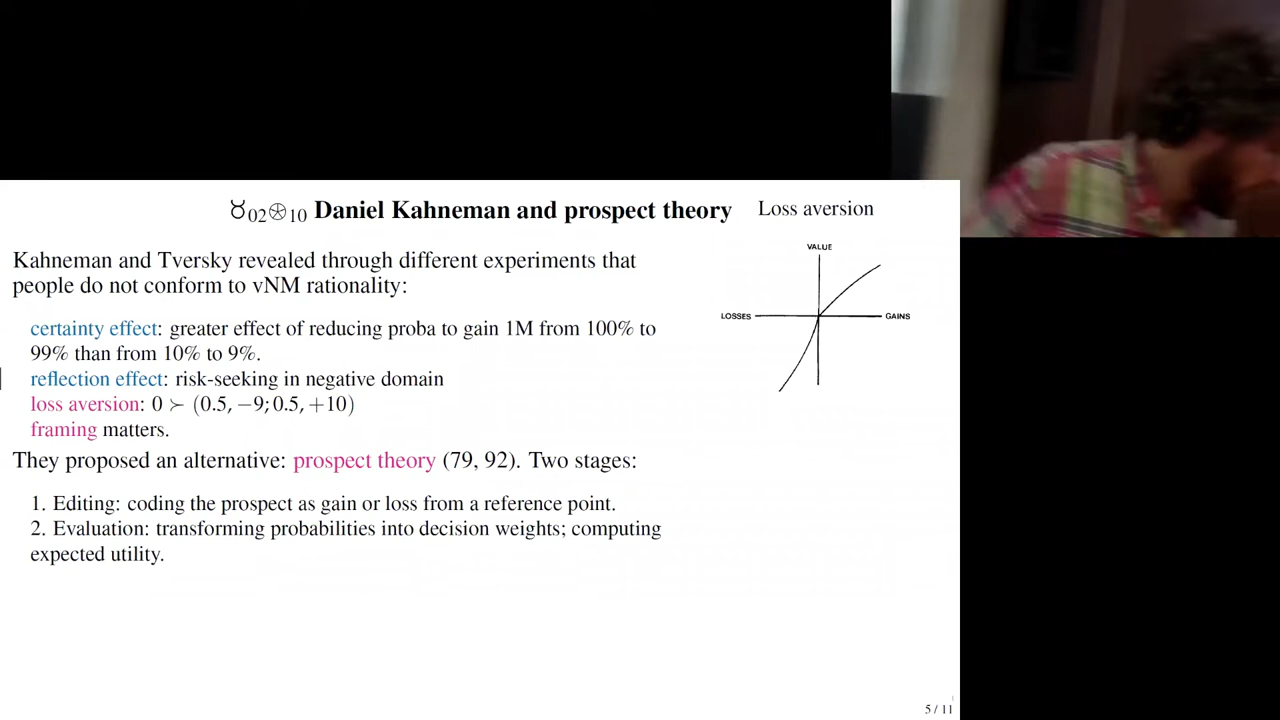 ♉02⊛10 Daniel Kahneman and prospect theory
Loss aversion
Kahneman and Tversky revealed through different experiments that
people do not conform to vNM rationality:
certainty effect: greater effect of reducing proba to gain 1M from 100% to
99% than from 10% to 9%.
reflection effect: risk-seeking in negative domain
loss aversion: 0 ≻ (0.5, −9; 0.5, +10)
framing matters.
They proposed an alternative: prospect theory (79, 92). Two stages:
1. Editing: coding the prospect as gain or loss from a reference point.
2. Evaluation: transforming probabilities into decision weights; computing
expected utility.
VALUE
LOSSES
GAINS
5 / 11